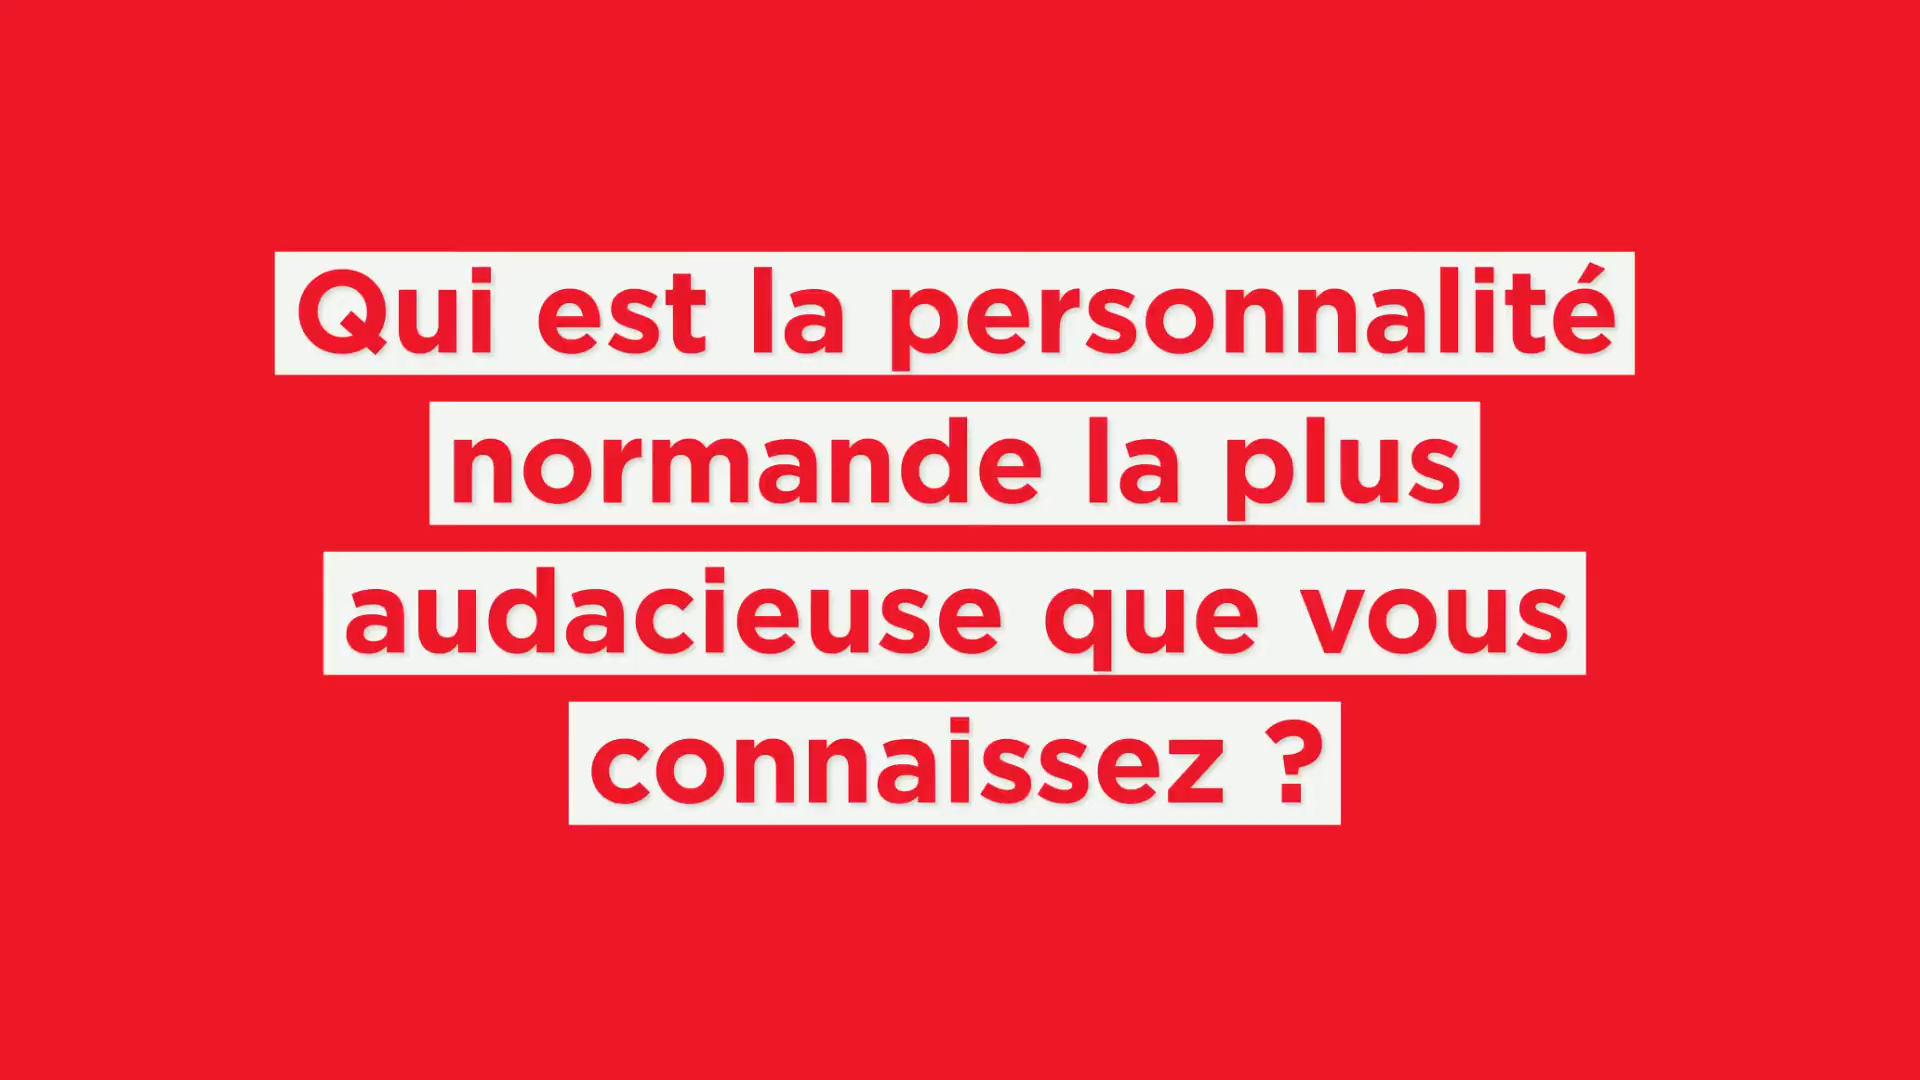 Qui est la personnalité
normande la plus
audacieuse que vous
connaissez ?